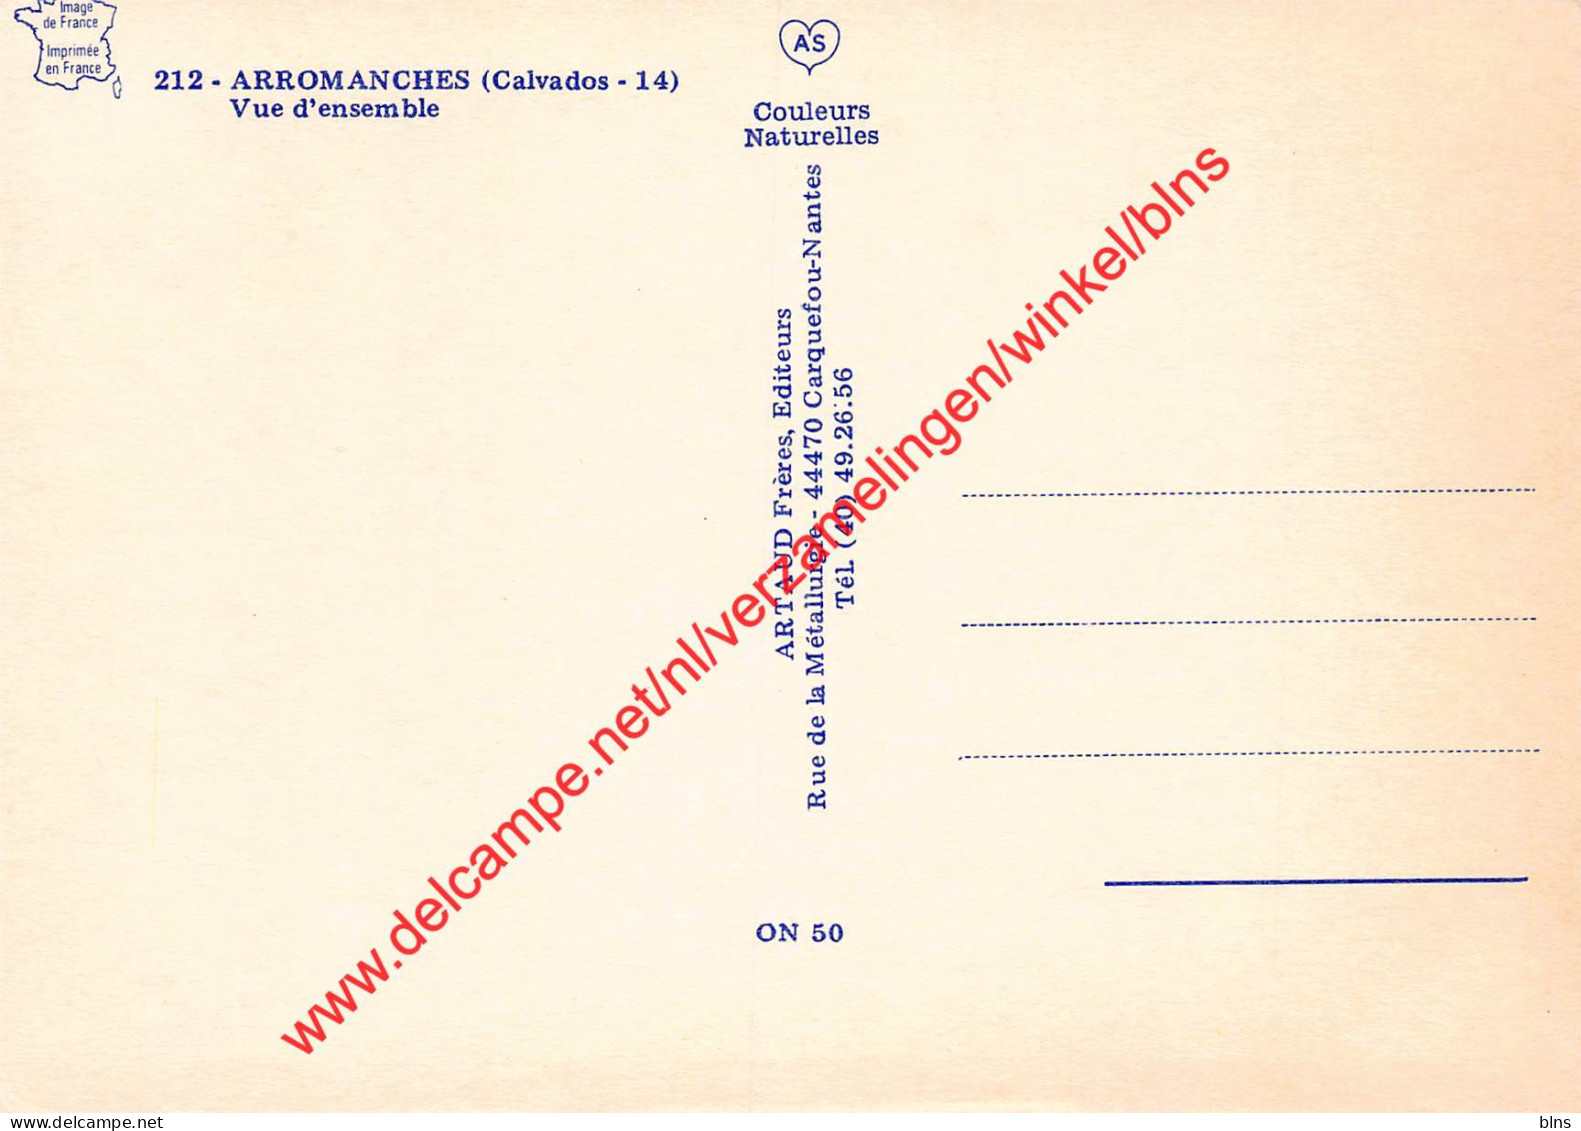 Image
de France
Imprimée
en France
212 - ARROMANCHES (Calvados - 14)
Vue d'ensemble
AS
Couleurs
Naturelles
ARTAUD Frères, Editeurs
Rue de la Métallurgie - 44470 Carquefou-Nantes
Tél. (40) 49.26.56
ON 50
www.delcampe.net/nl/verzamelingen/winkel/blns
www.delcampe.net
blns